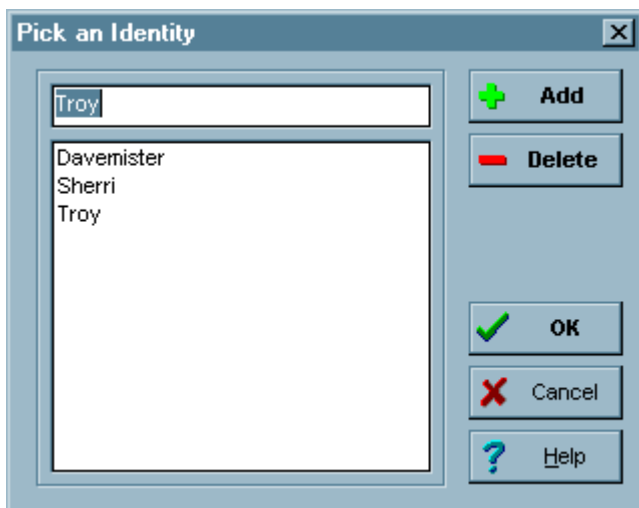 Pick an Identity
Troy
Davemister
Sherri
Troy
Add
Delete
OK
Cancel
Help